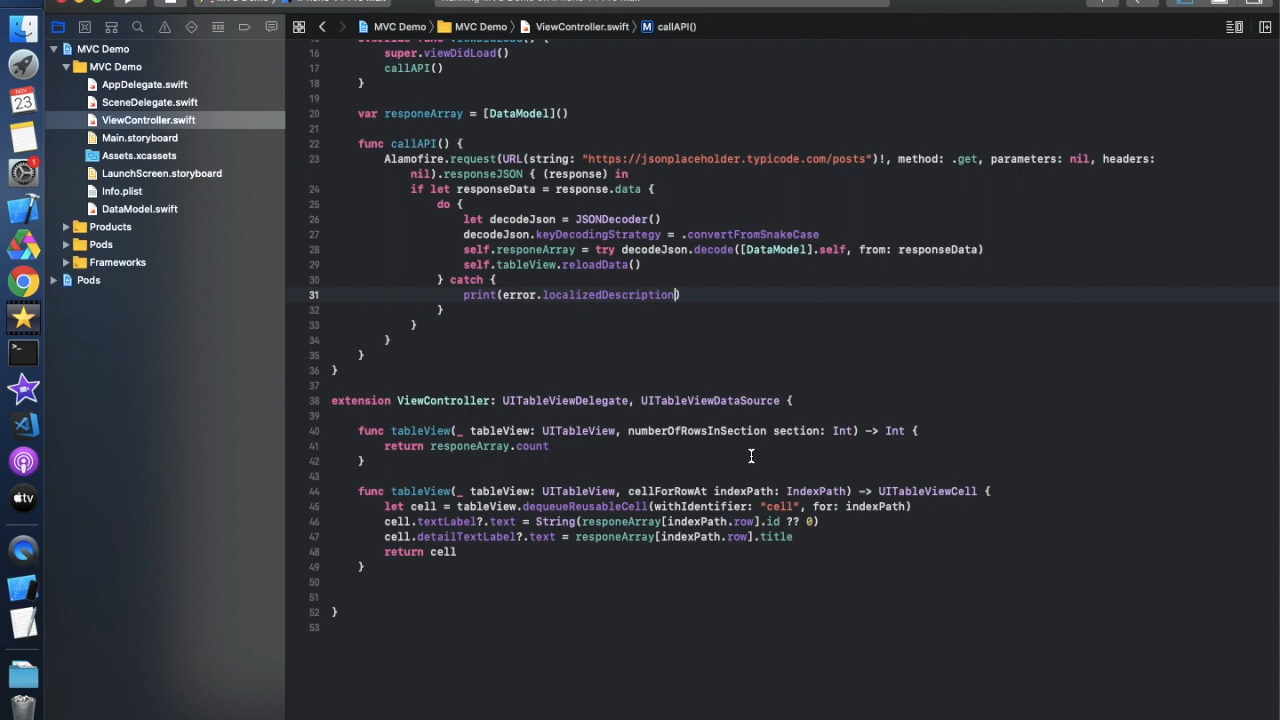 MVC Demo
MVC Demo
ViewController.swift
M
callAPI()
MVC Demo
MVC Demo
AppDelegate.swift
SceneDelegate.swift
ViewController.swift
Main.storyboard
Assets.xcassets
LaunchScreen.storyboard
Info.plist
DataModel.swift
Products
Pods
Frameworks
Pods
NOV
23
1
tv
16 super.viewDidLoad()
17 callAPI()
18 }
19
20 var responeArray = [DataModel]()
21
22 func callAPI() {
23 Alamofire.request(URL(string: "https://jsonplaceholder.typicode.com/posts")!, method: .get, parameters: nil, headers:
nil).responseJSON { (response) in
24 if let responseData = response.data {
25 do {
26 let decodeJson = JSONDecoder()
27 decodeJson.keyDecodingStrategy = .convertFromSnakeCase
28 self.responeArray = try decodeJson.decode([DataModel].self, from: responseData)
29 self.tableView.reloadData()
30 } catch {
31 print(error.localizedDescription)
32 }
33 }
34 }
35 }
36 }
37
38 extension ViewController: UITableViewDelegate, UITableViewDataSource {
39
40 func tableView(_ tableView: UITableView, numberOfRowsInSection section: Int) -> Int {
41 return responeArray.count
42 }
43
44 func tableView(_ tableView: UITableView, cellForRowAt indexPath: IndexPath) -> UITableViewCell {
45 let cell = tableView.dequeueReusableCell(withIdentifier: "cell", for: indexPath)
46 cell.textLabel?.text = String(responeArray[indexPath.row].id ?? 0)
47 cell.detailTextLabel?.text = responeArray[indexPath.row].title
48 return cell
49 }
50
51
52 }
53